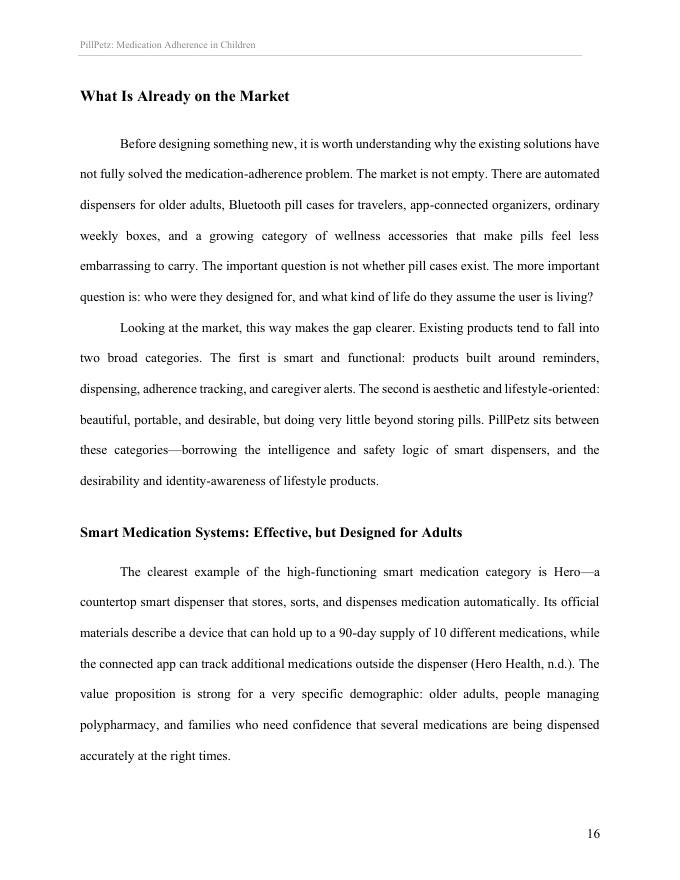 PillPetz: Medication Adherence in Children
What Is Already on the Market
Before designing something new, it is worth understanding why the existing solutions have
not fully solved the medication-adherence problem. The market is not empty. There are automated
dispensers for older adults, Bluetooth pill cases for travelers, app-connected organizers, ordinary
weekly boxes, and a growing category of wellness accessories that make pills feel less
embarrassing to carry. The important question is not whether pill cases exist. The more important
question is: who were they designed for, and what kind of life do they assume the user is living?
Looking at the market, this way makes the gap clearer. Existing products tend to fall into
two broad categories. The first is smart and functional: products built around reminders,
dispensing, adherence tracking, and caregiver alerts. The second is aesthetic and lifestyle-oriented:
beautiful, portable, and desirable, but doing very little beyond storing pills. PillPetz sits between
these categories—borrowing the intelligence and safety logic of smart dispensers, and the
desirability and identity-awareness of lifestyle products.
Smart Medication Systems: Effective, but Designed for Adults
The clearest example of the high-functioning smart medication category is Hero—a
countertop smart dispenser that stores, sorts, and dispenses medication automatically. Its official
materials describe a device that can hold up to a 90-day supply of 10 different medications, while
the connected app can track additional medications outside the dispenser (Hero Health, n.d.). The
value proposition is strong for a very specific demographic: older adults, people managing
polypharmacy, and families who need confidence that several medications are being dispensed
accurately at the right times.
16